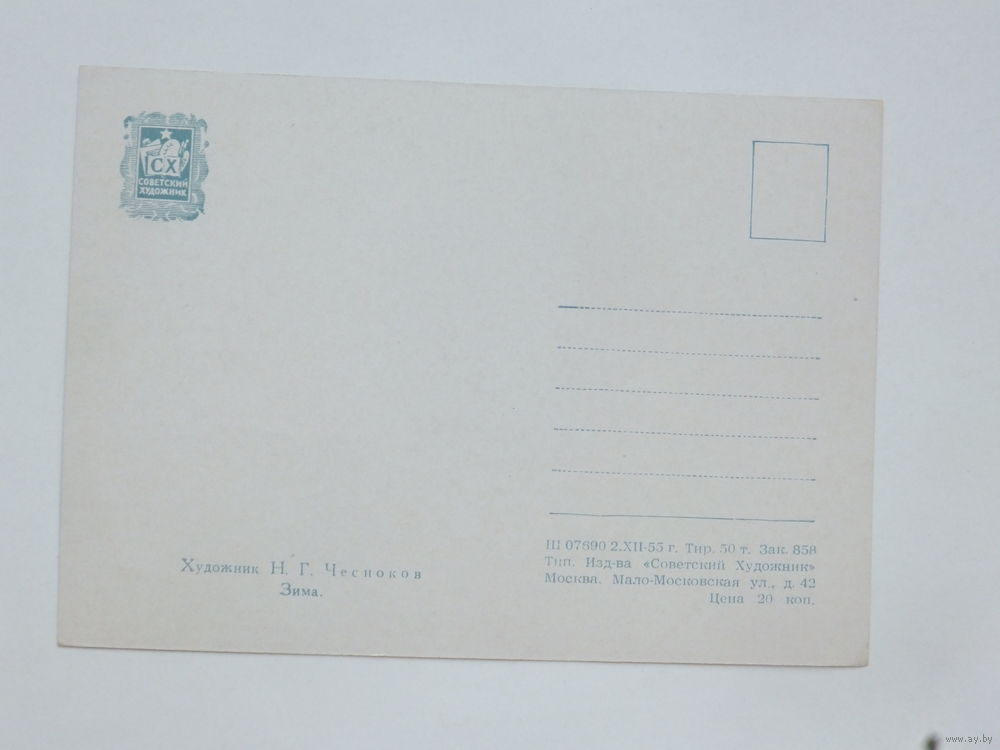 СХ
СОВЕТСКИЙ
ХУДОЖНИК
Художник Н. Г. Чесноков
Зима.
Ш 07690 2.XII-55 г. Тир. 50 т. Зак. 858
Тип. Изд-ва «Советский Художник»
Москва. Мало-Московская ул., д. 42
Цена 20 коп.
www.ay.by